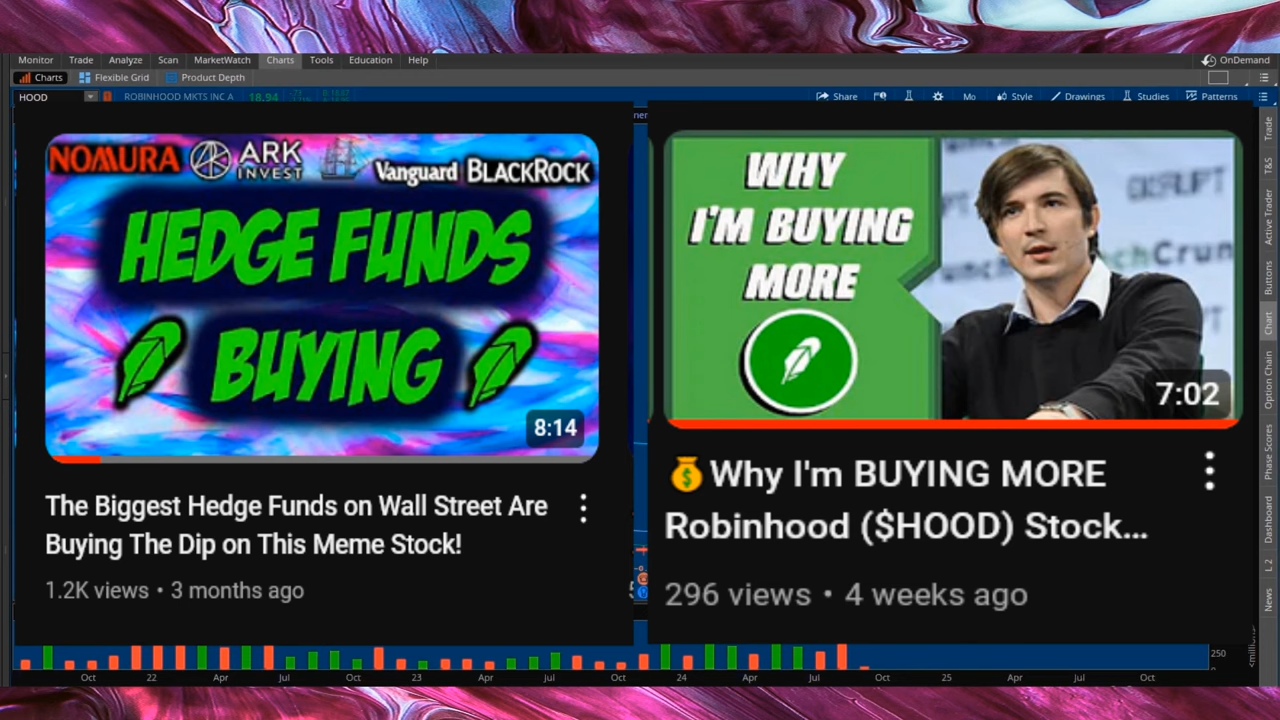 Monitor Trade Analyze Scan MarketWatch Charts Tools Education Help
OnDemand
Charts Flexible Grid Product Depth
HOOD ROBINHOOD MKTS INC A 18.94
Share Mo Style Drawings Studies Patterns
NOMURA ARK INVEST Vanguard BLACKROCK
HEDGE FUNDS
BUYING
8:14
The Biggest Hedge Funds on Wall Street Are
Buying The Dip on This Meme Stock!
1.2K views • 3 months ago
WHY
I'M BUYING
MORE
DISRUPT
chCrun
7:02
💰Why I'm BUYING MORE
Robinhood ($HOOD) Stock...
296 views • 4 weeks ago
Trade
T&S
Active Trader
Buttons
Chart
Option Chain
Phase Scores
Dashboard
L 2
News
250
Oct 22 Apr Jul Oct 23 Apr Jul Oct 24 Apr Jul Oct 25 Apr Jul Oct